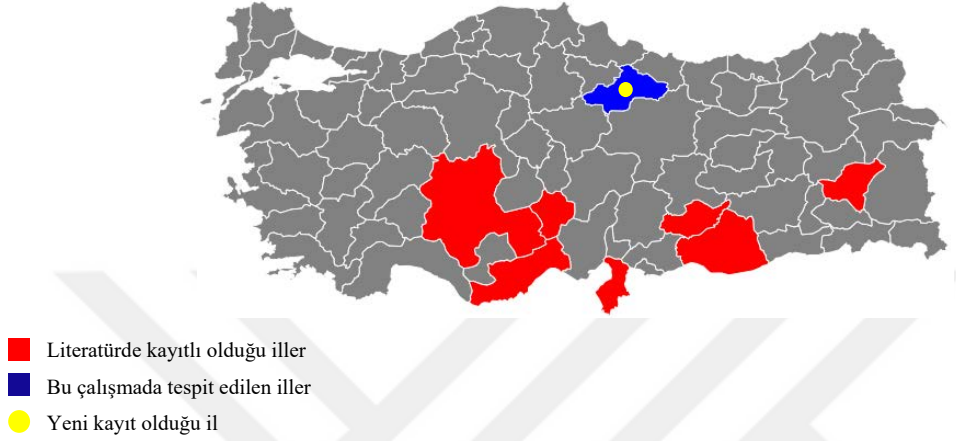 Literatürde kayıtlı olduğu iller
Bu çalışmada tespit edilen iller
Yeni kayıt olduğu il